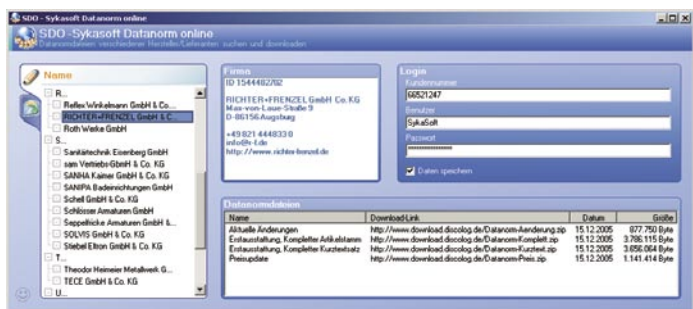 SDO - Sykasoft Datanorm online
SDO -Sykasoft Datanorm online
Datanormdateien verschiedener Hersteller/Lieferanten suchen und downloaden
Name
R...
Reflex Winkelmann GmbH & Co....
RICHTER+FRENZEL GmbH & C...
Roth Werke GmbH
S...
Sanitärtechnik Eisenberg GmbH
sam Vertriebs-GbmH & Co. KG
SANHA Kaimer GmbH & Co. KG
SANIPA Badeinrichtungen GmbH
Schell GmbH & Co. KG
Schlösser Armaturen GmbH
Seppelfricke Armaturen GmbH &...
SOLVIS GmbH & Co. KG
Stiebel Eltron GmbH & Co. KG
T...
Theodor Heimeier Metallwerk G...
TECE GmbH & Co. KG
U...
Firma
ID 1544482702
RICHTER+FRENZEL GmbH Co. KG
Max-von-Laue-Straße 9
D-86156 Augsburg
+49 821 444833 0
info@r-f.de
http://www.richter-frenzel.de
Login
Kundennummer
66521247
Benutzer
SykaSoft
Passwort
Daten speichern
Datanormdateien
Name Download-Link Datum Größe
Aktuelle Änderungen http://www.download.discolog.de/Datanorm-Aenderung.zip 15.12.2005 877.750 Byte
Erstausstattung, Kompletter Artikelstamm http://www.download.discolog.de/Datanorm-Komplett.zip 15.12.2005 3.786.115 Byte
Erstausstattung, Kompletter Kurztextsatz http://www.download.discolog.de/Datanorm-Kurztext.zip 15.12.2005 3.656.064 Byte
Preisupdate http://www.download.discolog.de/Datanorm-Preis.zip 15.12.2005 1.141.414 Byte